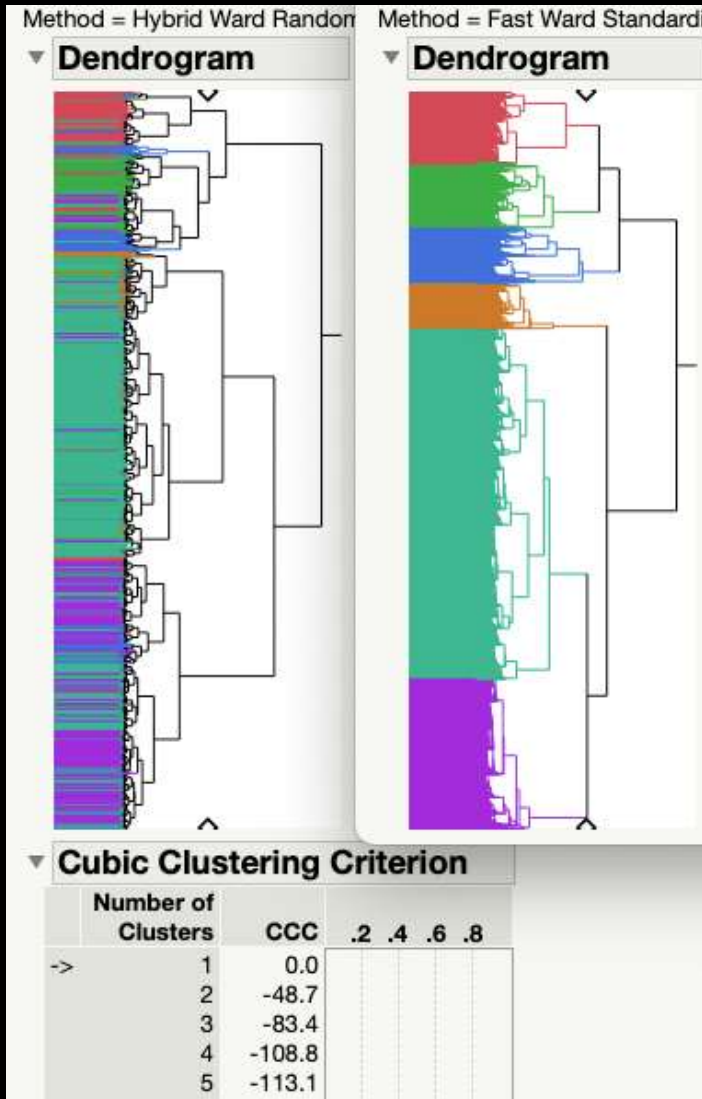 Method = Hybrid Ward Random
Dendrogram
Method = Fast Ward Standardi
Dendrogram
Cubic Clustering Criterion
Number of
Clusters CCC .2 .4 .6 .8
-> 1 0.0
2 -48.7
3 -83.4
4 -108.8
5 -113.1